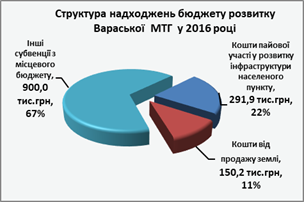 Структура надходжень бюджету розвитку
Вараської МТГ у 2016 році
Інші
субвенції з
місцевого
бюджету,
900,0
тис.грн,
67%
Кошти пайової
участі у розвитку
інфраструктури
населеного
пункту,
291,9 тис.грн,
22%
Кошти від
продажу землі,
150,2 тис.грн,
11%